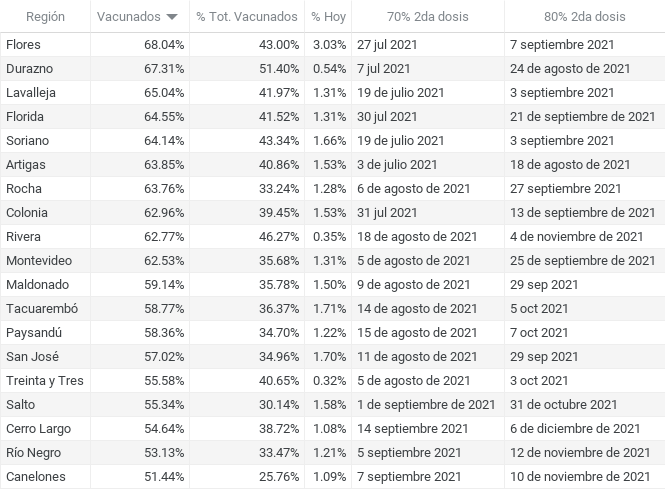 Región Vacunados % Tot. Vacunados % Hoy 70% 2da dosis 80% 2da dosis
Flores 68.04% 43.00% 3.03% 27 jul 2021 7 septiembre 2021
Durazno 67.31% 51.40% 0.54% 7 jul 2021 24 de agosto de 2021
Lavalleja 65.04% 41.97% 1.31% 19 de julio 2021 3 septiembre 2021
Florida 64.55% 41.52% 1.31% 30 jul 2021 21 de septiembre de 2021
Soriano 64.14% 43.34% 1.66% 19 de julio 2021 3 septiembre 2021
Artigas 63.85% 40.86% 1.53% 3 de julio 2021 18 de agosto de 2021
Rocha 63.76% 33.24% 1.28% 6 de agosto de 2021 27 septiembre 2021
Colonia 62.96% 39.45% 1.53% 31 jul 2021 13 de septiembre de 2021
Rivera 62.77% 46.27% 0.35% 18 de agosto de 2021 4 de noviembre de 2021
Montevideo 62.53% 35.68% 1.31% 5 de agosto de 2021 25 de septiembre de 2021
Maldonado 59.14% 35.78% 1.50% 9 de agosto de 2021 29 sep 2021
Tacuarembó 58.77% 36.37% 1.71% 14 de agosto de 2021 5 oct 2021
Paysandú 58.36% 34.70% 1.22% 15 de agosto de 2021 7 oct 2021
San José 57.02% 34.96% 1.70% 11 de agosto de 2021 29 sep 2021
Treinta y Tres 55.58% 40.65% 0.32% 5 de agosto de 2021 3 oct 2021
Salto 55.34% 30.14% 1.58% 1 de septiembre de 2021 31 de octubre de 2021
Cerro Largo 54.64% 38.72% 1.08% 14 septiembre 2021 6 de diciembre de 2021
Río Negro 53.13% 33.47% 1.21% 5 septiembre 2021 12 de noviembre de 2021
Canelones 51.44% 25.76% 1.09% 7 septiembre 2021 10 de noviembre de 2021